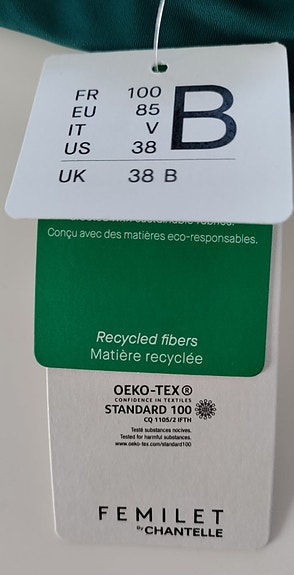 FR 100 B
EU 85
IT V
US 38
UK 38 B
Conçu avec des matières eco-responsables.
Recycled fibers
Matière recyclée
OEKO-TEX®
CONFIDENCE IN TEXTILES
STANDARD 100
CQ 1105/2 IFTH
Testé substances nocives.
Tested for harmful substances.
www.oeko-tex.com/standard100
FEMILET
BY CHANTELLE